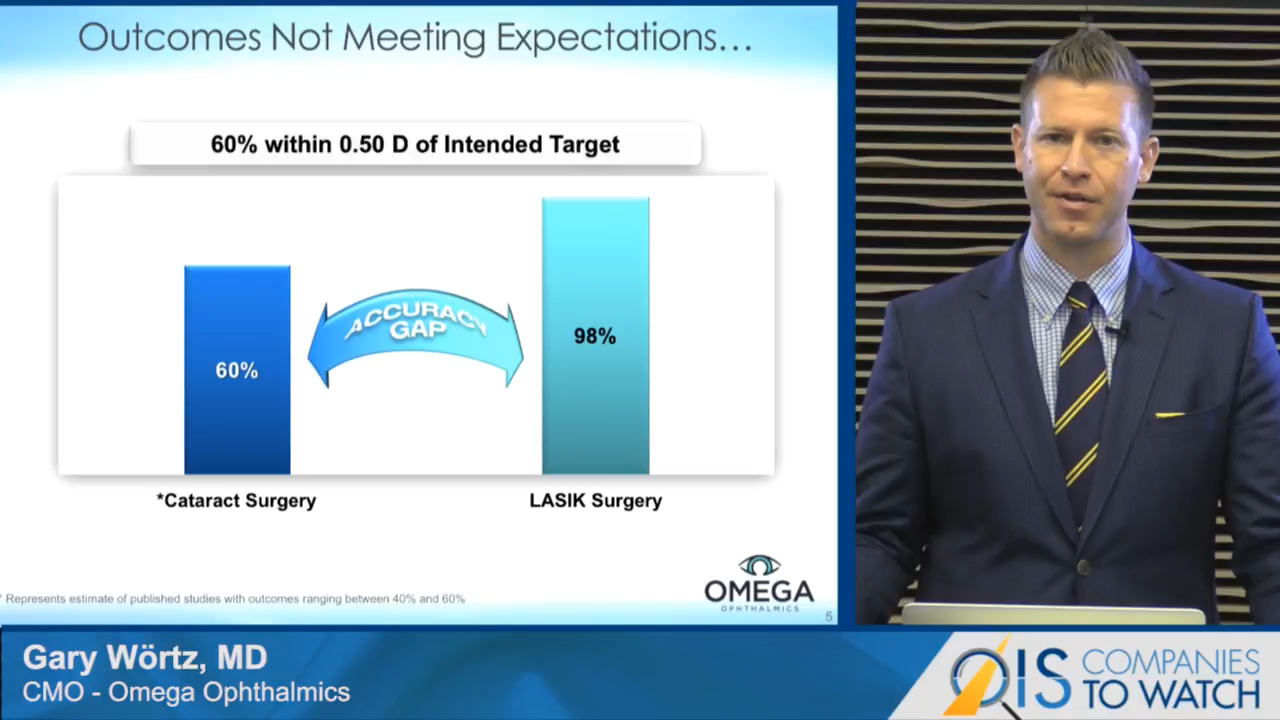 Outcomes Not Meeting Expectations...
60% within 0.50 D of Intended Target
60%
ACCURACY
GAP
98%
*Cataract Surgery
LASIK Surgery
* Represents estimate of published studies with outcomes ranging between 40% and 60%
OMEGA
OPHTHALMICS
5
Gary Wörtz, MD
CMO - Omega Ophthalmics
OIS COMPANIES
TO WATCH